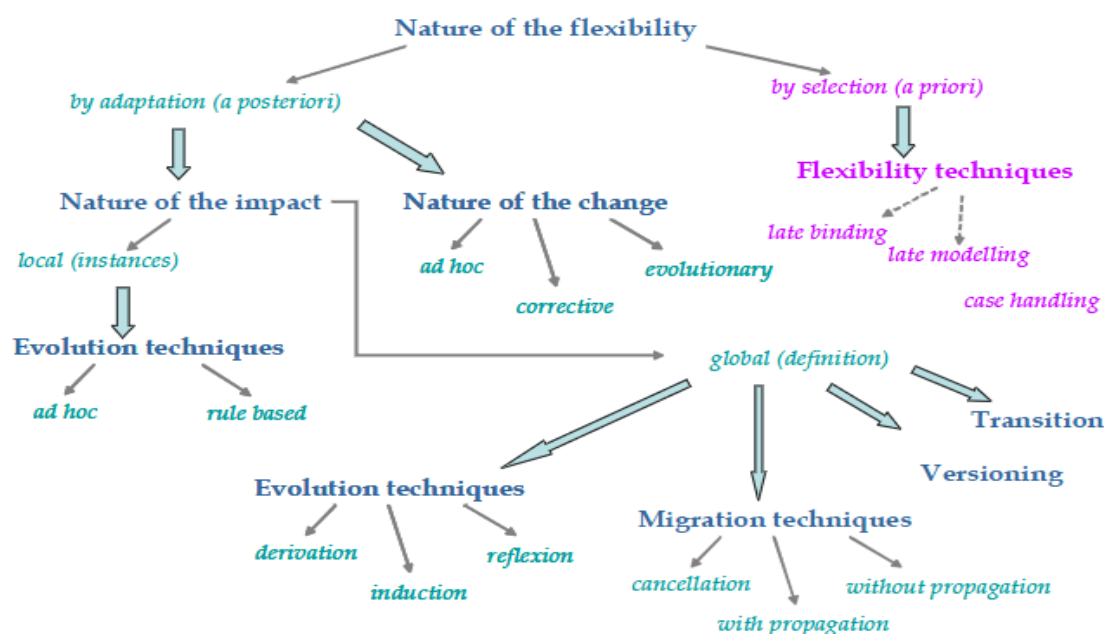 Nature of the flexibility
by adaptation (a posteriori)
by selection (a priori)
Flexibility techniques
Nature of the impact
Nature of the change
late binding
late modelling
local (instances)
ad hoc
evolutionary
corrective
case handling
Evolution techniques
global (definition)
ad hoc
rule based
Transition
Versioning
Evolution techniques
Migration techniques
derivation
reflexion
induction
cancellation
without propagation
with propagation